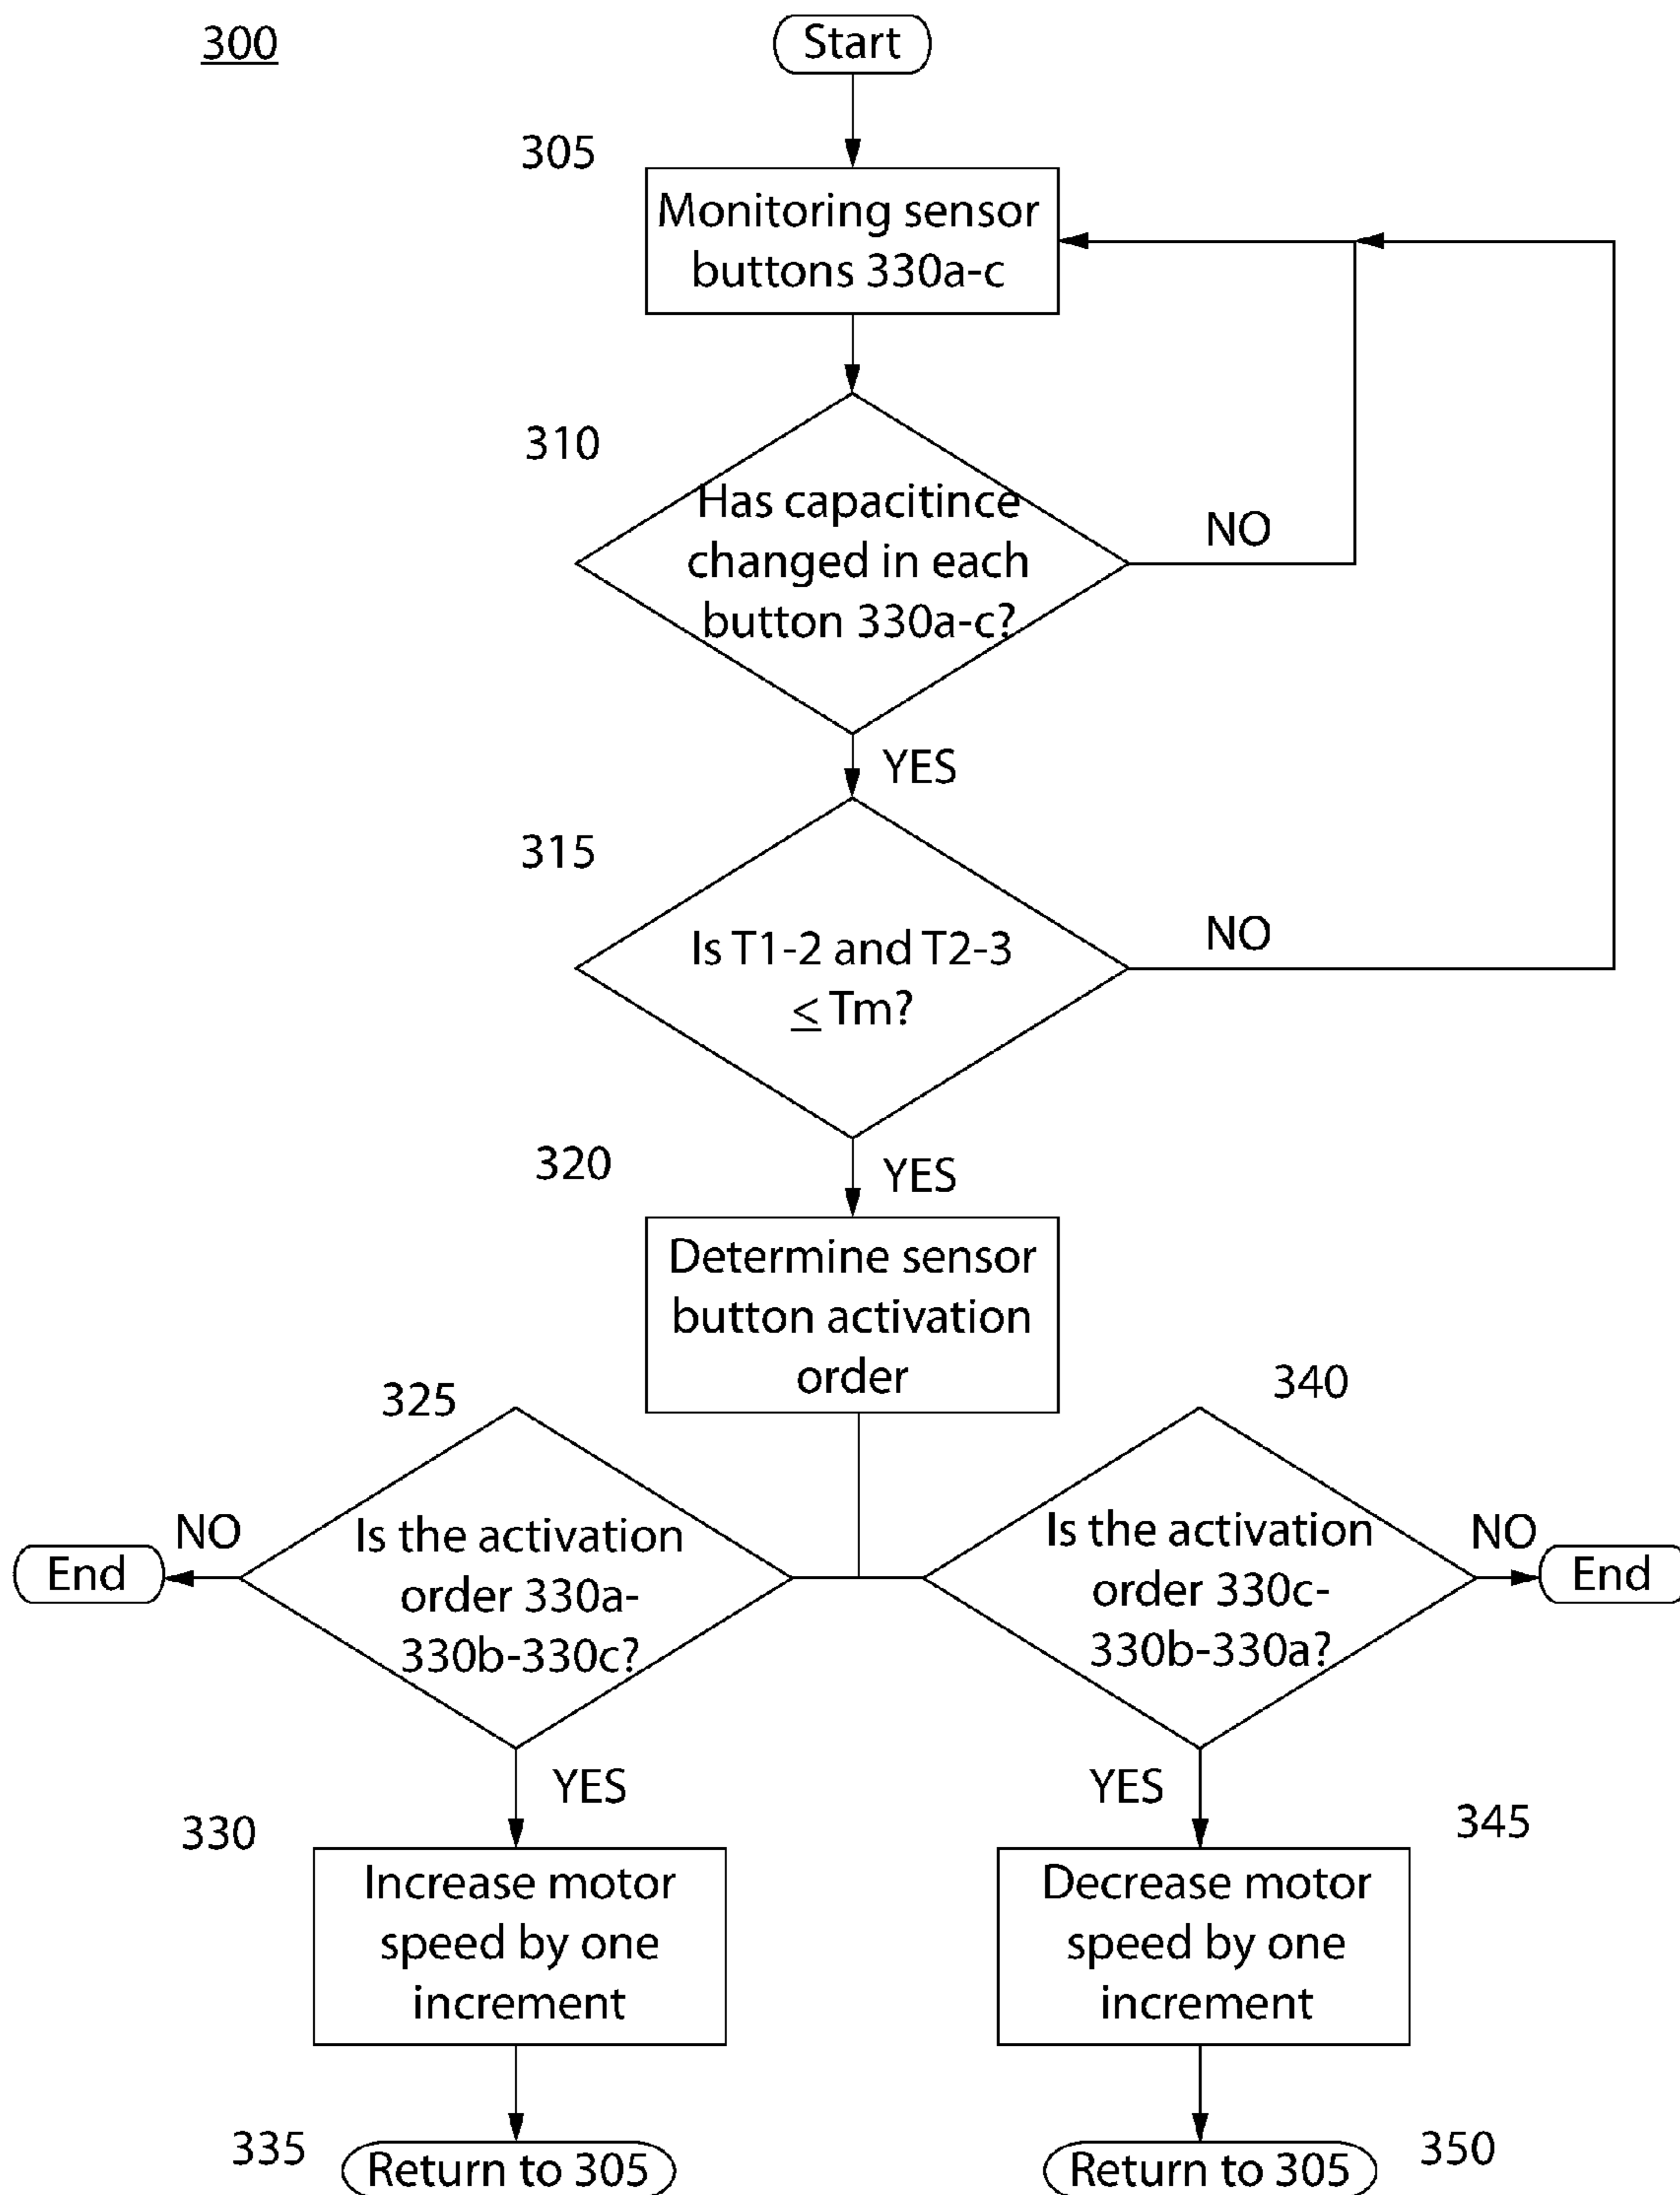 300
Start
305
Monitoring sensor
buttons 330a-c
310
Has capacitince
changed in each
button 330a-c?
NO
YES
315
Is T1-2 and T2-3
≤ Tm?
NO
320
YES
Determine sensor
button activation
order
325
340
NO
End
Is the activation
order 330a-
330b-330c?
Is the activation
order 330c-
330b-330a?
NO
End
YES
YES
330
Increase motor
speed by one
increment
345
Decrease motor
speed by one
increment
335
Return to 305
Return to 305
350